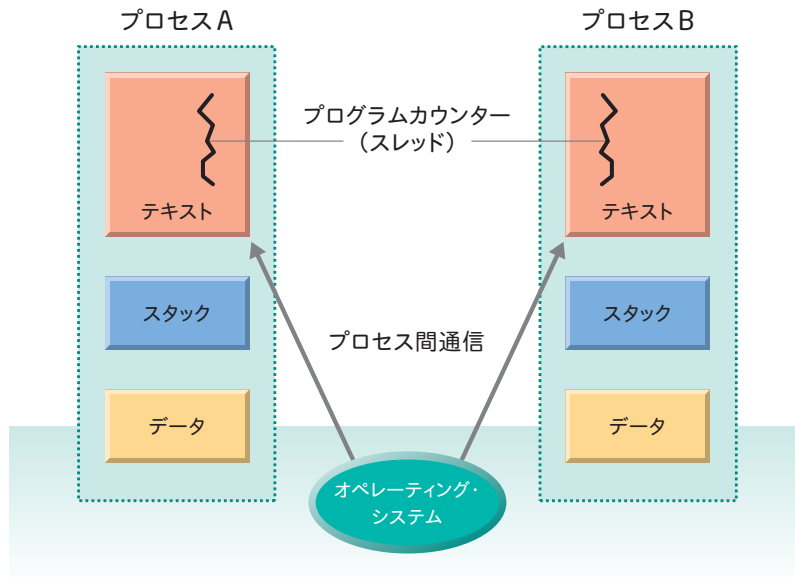 プロセスA
プロセスB
プログラムカウンター
（スレッド）
テキスト
テキスト
スタック
スタック
プロセス間通信
データ
データ
オペレーティング・
システム